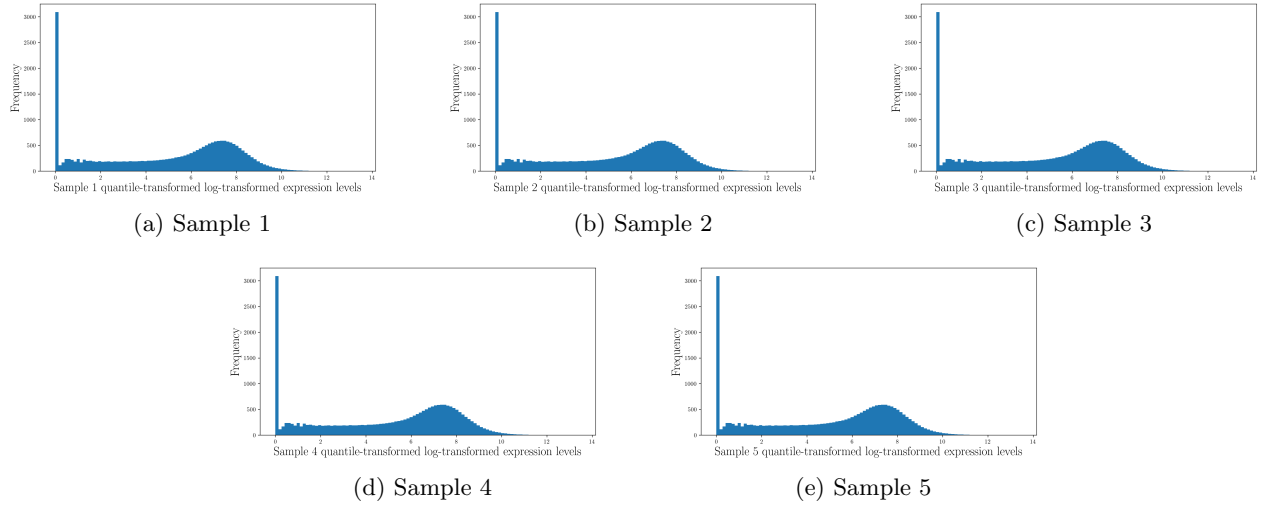 3000
2500
2000
1500
1000
500
0
Frequency
0 2 4 6 8 10 12 14
Sample 1 quantile-transformed log-transformed expression levels
(a) Sample 1
3000
2500
2000
1500
1000
500
0
Frequency
0 2 4 6 8 10 12 14
Sample 2 quantile-transformed log-transformed expression levels
(b) Sample 2
3000
2500
2000
1500
1000
500
0
Frequency
0 2 4 6 8 10 12 14
Sample 3 quantile-transformed log-transformed expression levels
(c) Sample 3
3000
2500
2000
1500
1000
500
0
Frequency
0 2 4 6 8 10 12 14
Sample 4 quantile-transformed log-transformed expression levels
(d) Sample 4
3000
2500
2000
1500
1000
500
0
Frequency
0 2 4 6 8 10 12 14
Sample 5 quantile-transformed log-transformed expression levels
(e) Sample 5